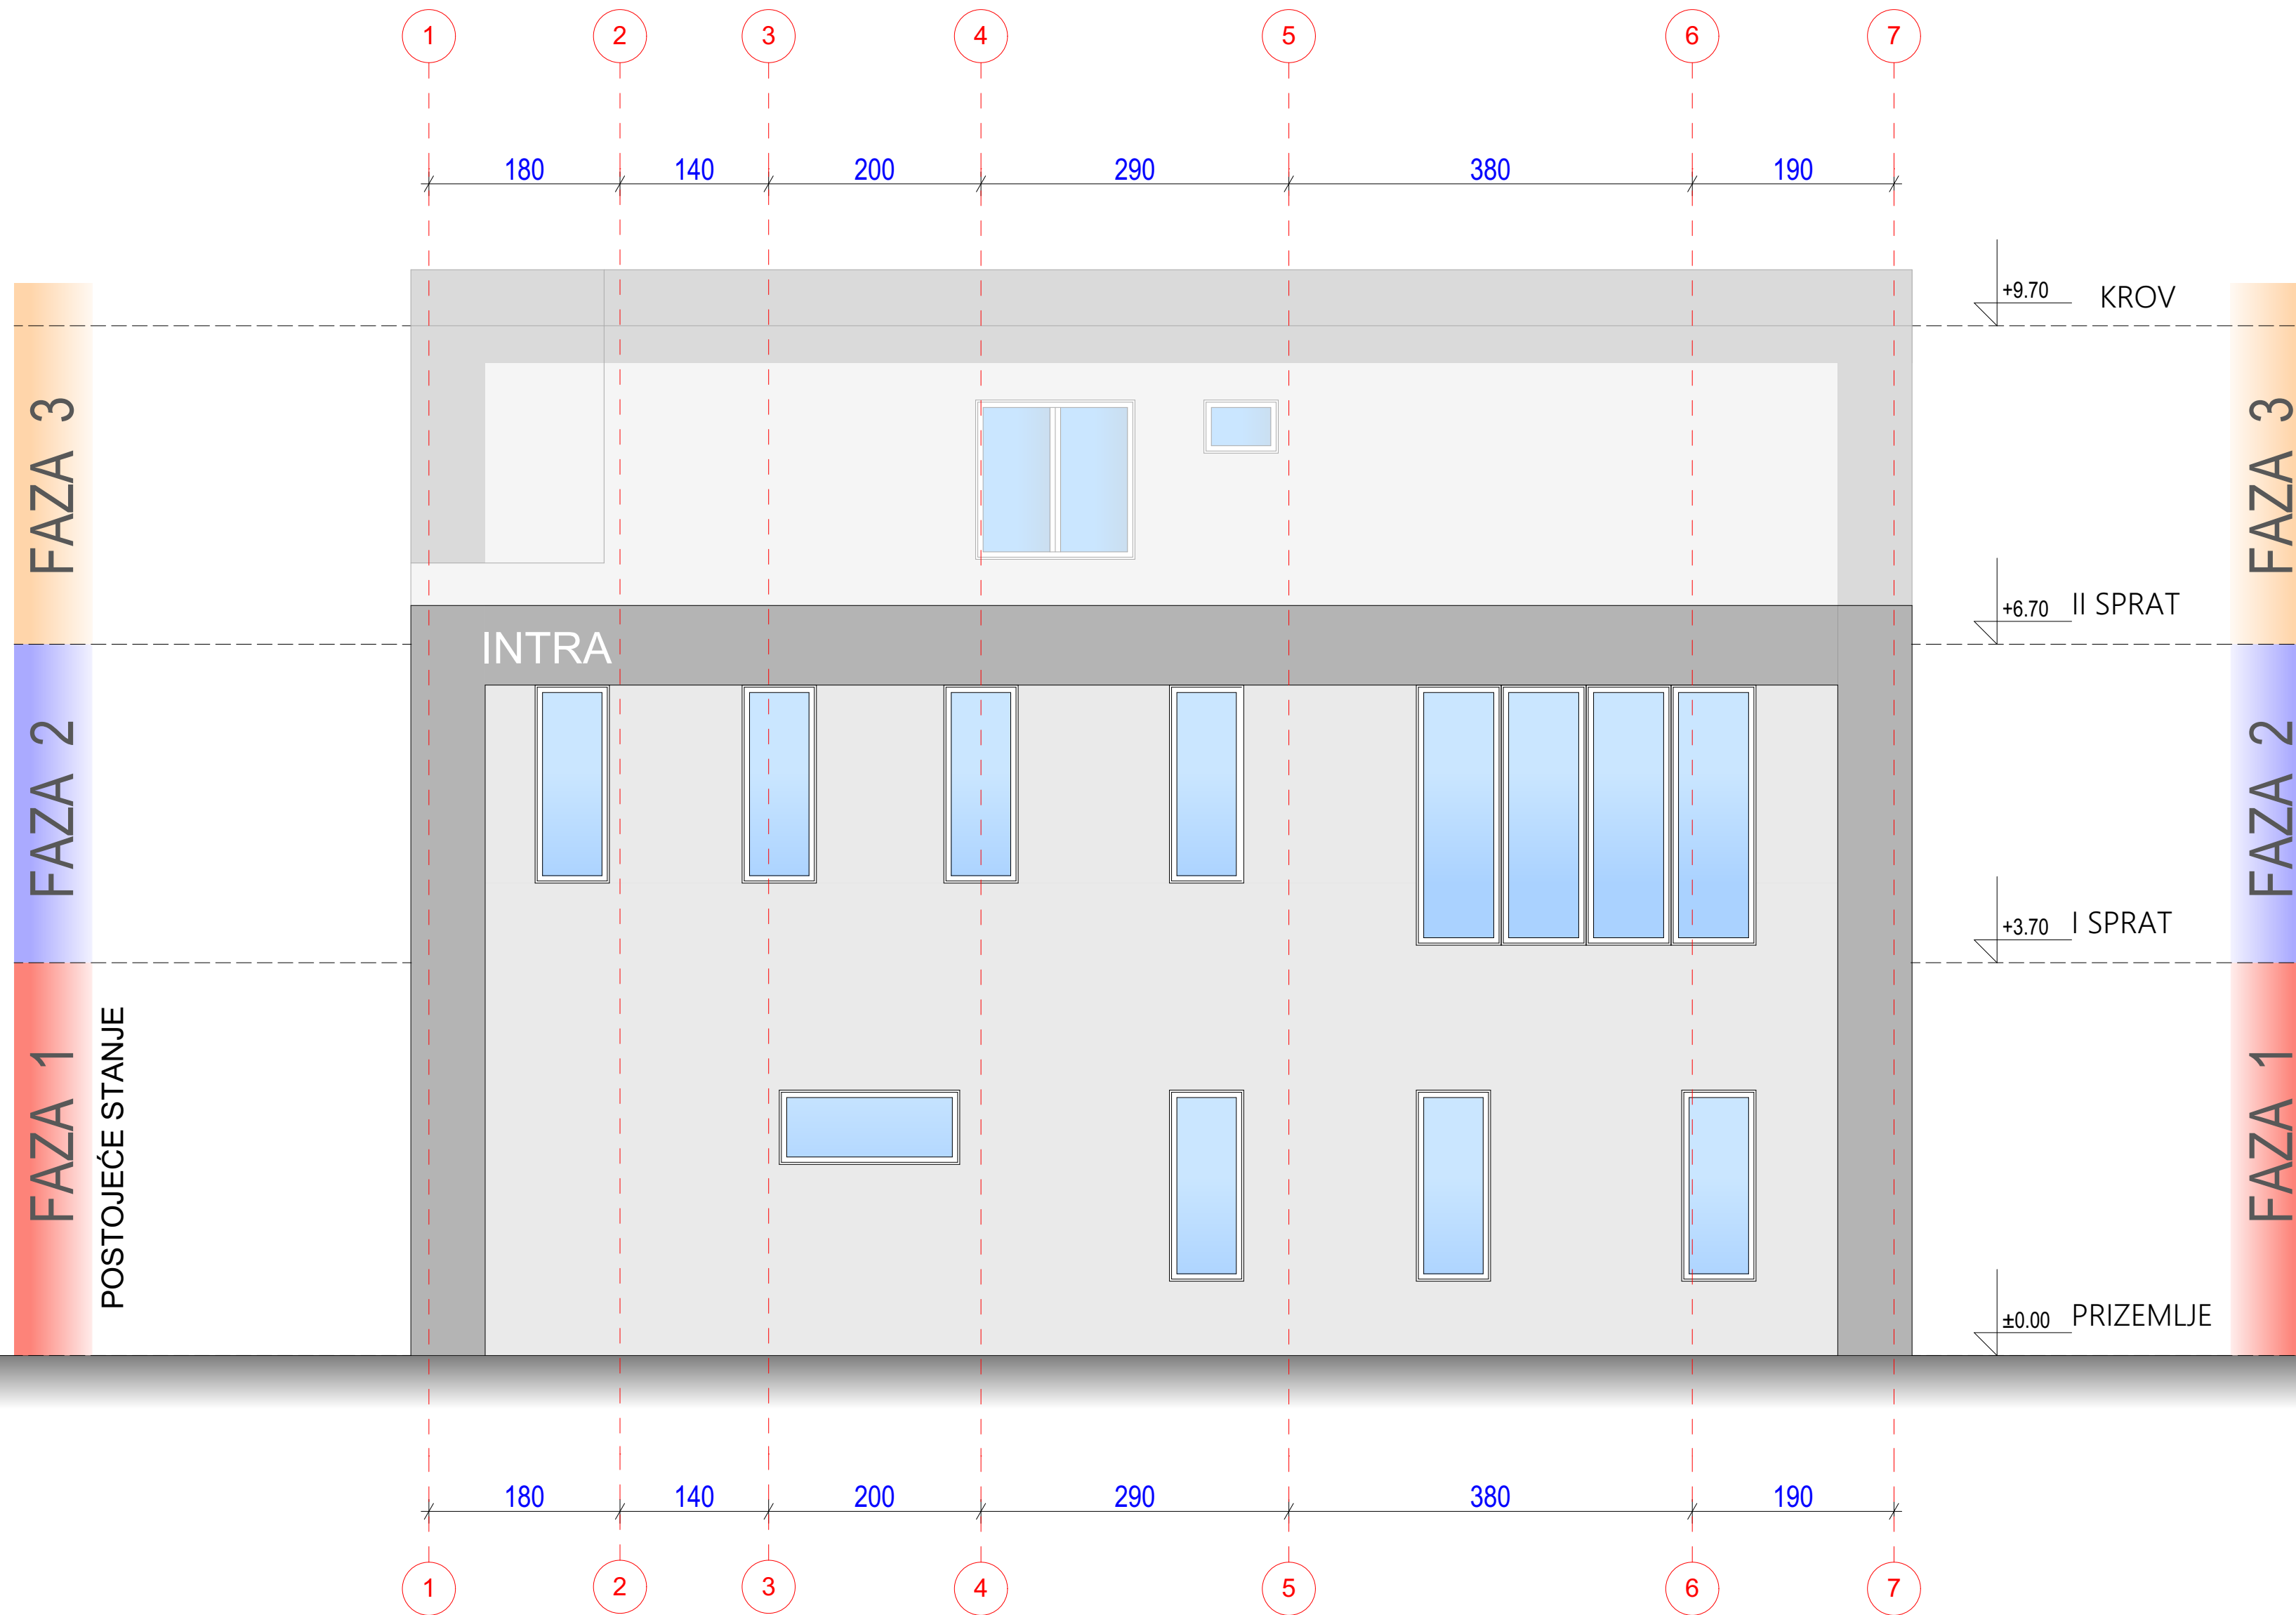 1 2 3 4 5 6 7
180 140 200 290 380 190
+9.70 KROV
FAZA 3
FAZA 3
+6.70 II SPRAT
INTRA
FAZA 2
FAZA 2
+3.70 I SPRAT
FAZA 1
POSTOJEĆE STANJE
FAZA 1
±0.00 PRIZEMLJE
180 140 200 290 380 190
1 2 3 4 5 6 7